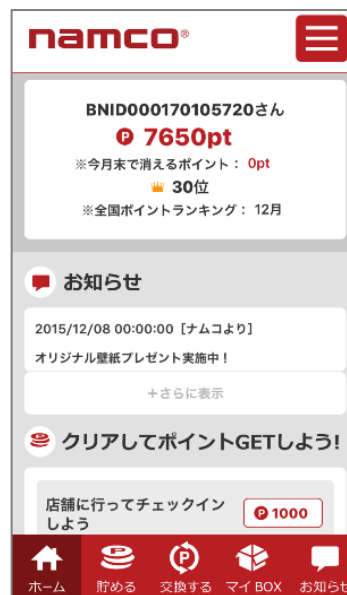 namco®
BNID000170105720さん
P 7650pt
※今月末で消えるポイント： 0pt
30位
※全国ポイントランキング： 12月
お知らせ
2015/12/08 00:00:00［ナムコより］
オリジナル壁紙プレゼント実施中！
+さらに表示
クリアしてポイントGETしよう!
店舗に行ってチェックイン
しよう
P 1000
ホーム 貯める 交換する マイ BOX お知らせ